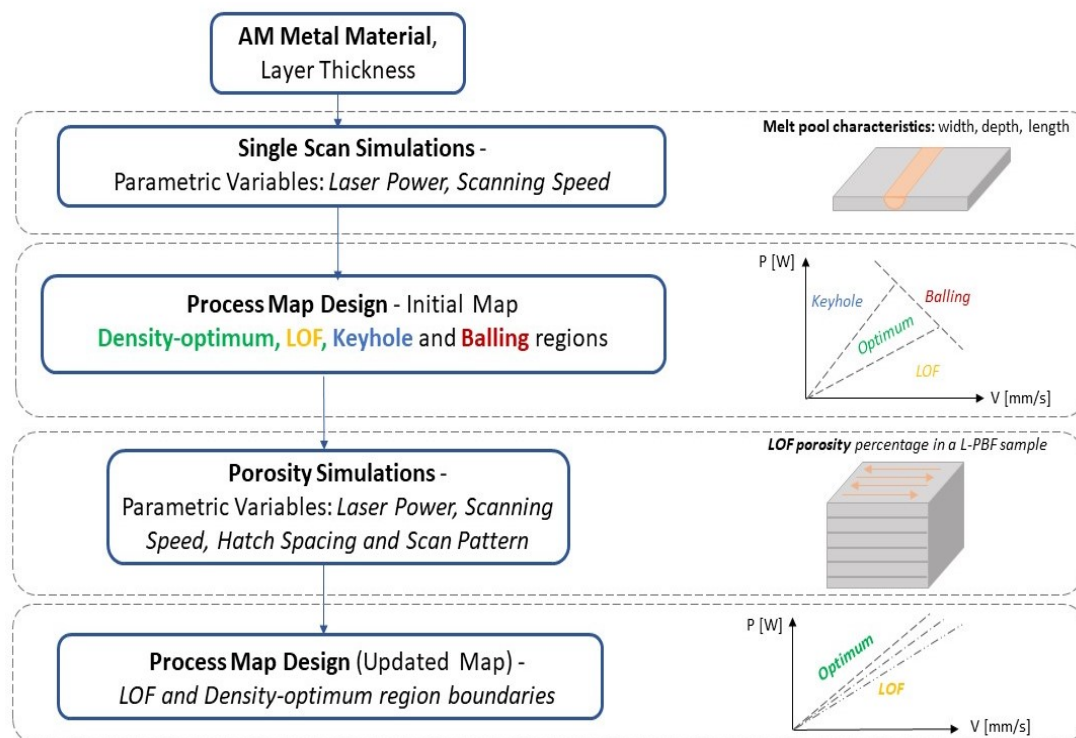 AM Metal Material,
Layer Thickness
Single Scan Simulations -
Parametric Variables: Laser Power, Scanning Speed
Melt pool characteristics: width, depth, length
Process Map Design - Initial Map
Density-optimum, LOF, Keyhole and Balling regions
P [W]
Keyhole
Balling
Optimum
LOF
V [mm/s]
Porosity Simulations -
Parametric Variables: Laser Power, Scanning
Speed, Hatch Spacing and Scan Pattern
LOF porosity percentage in a L-PBF sample
Process Map Design (Updated Map) -
LOF and Density-optimum region boundaries
P [W]
Optimum
LOF
V [mm/s]